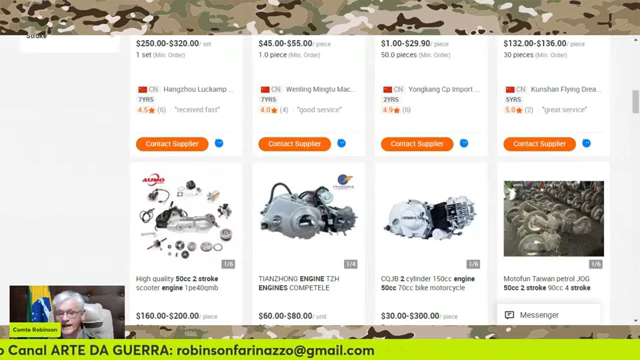 Stroke
$250.00-$320.00 / set
1 set (Min. Order)
CN Hangzhou Luckamp ...
7YRS
4.5 (6) "received fast"
Contact Supplier
$45.00-$55.00 / piece
1.0 piece (Min. Order)
CN Wenling Mingtu Mac...
7YRS
4.0 (4) "good service"
Contact Supplier
$1.00-$29.90 / piece
50.0 pieces (Min. Order)
CN Yongkang Cp Import ...
2YRS
4.9 (6)
Contact Supplier
$132.00-$136.00 / piece
30 pieces (Min. Order)
CN Kunshan Flying Drea...
5YRS
5.0 (2) "great service"
Contact Supplier
AUMO
1/6
High quality 50cc 2 stroke
scooter engine 1pe40qmb
$160.00-$200.00 / piece
1/4
TIANZHONG ENGINE TZH
ENGINES COMPETELE
$60.00-$80.00 / unit
1/6
CQJB 2 cylinder 150cc engine
50cc 70cc bike motorcycle
$30.00-$300.00 / piece
1/6
Motofun Taiwan petrol JOG
50cc 2 stroke 90cc 4 stroke
Messenger
Comte Robinson
o Canal ARTE DA GUERRA: robinsonfarinazzo@gmail.com